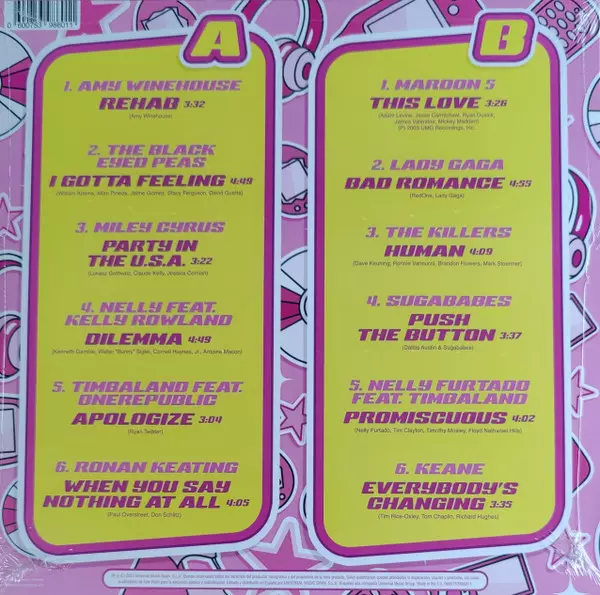 0 600753 986011
A
1. AMY WINEHOUSE
REHAB 3:32
(Amy Winehouse)
2. THE BLACK
EYED PEAS
I GOTTA FEELING 4:49
(William Adams, Allan Pineda, Jaime Gomez, Stacy Ferguson, David Guetta)
3. MILEY CYRUS
PARTY IN
THE U.S.A. 3:22
(Lukasz Gottwald, Claude Kelly, Jessica Cornish)
4. NELLY FEAT.
KELLY ROWLAND
DILEMMA 4:49
(Kenneth Gamble, Walter "Bunny" Sigler, Cornell Haynes, Jr., Antoine Macon)
5. TIMBALAND FEAT.
ONEREPUBLIC
APOLOGIZE 3:04
(Ryan Tedder)
6. RONAN KEATING
WHEN YOU SAY
NOTHING AT ALL 4:05
(Paul Overstreet, Don Schlitz)
B
1. MAROON 5
THIS LOVE 3:26
(Adam Levine, Jesse Carmichael, Ryan Dusick,
James Valentine, Mickey Madden)
(P) 2003 UMG Recordings, Inc
2. LADY GAGA
BAD ROMANCE 4:55
(RedOne, Lady Gaga)
3. THE KILLERS
HUMAN 4:09
(Dave Keuning, Ronnie Vannucci, Brandon Flowers, Mark Stoermer)
4. SUGABABES
PUSH
THE BUTTON 3:37
(Dallas Austin & Sugababes)
5. NELLY FURTADO
FEAT. TIMBALAND
PROMISCUOUS 4:02
(Nelly Furtado, Tim Clayton, Timothy Mosley, Floyd Nathaniel Hills)
6. KEANE
EVERYBODY'S
CHANGING 3:35
(Tim Rice-Oxley, Tom Chaplin, Richard Hughes)